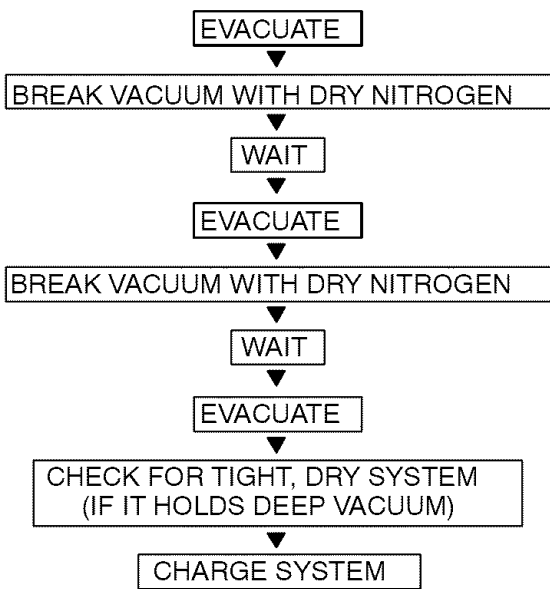 EVACUATE
BREAK VACUUM WITH DRY NITROGEN
WAIT
EVACUATE
BREAK VACUUM WITH DRY NITROGEN
WAIT
EVACUATE
CHECK FOR TIGHT, DRY SYSTEM
(IF IT HOLDS DEEP VACUUM)
CHARGE SYSTEM